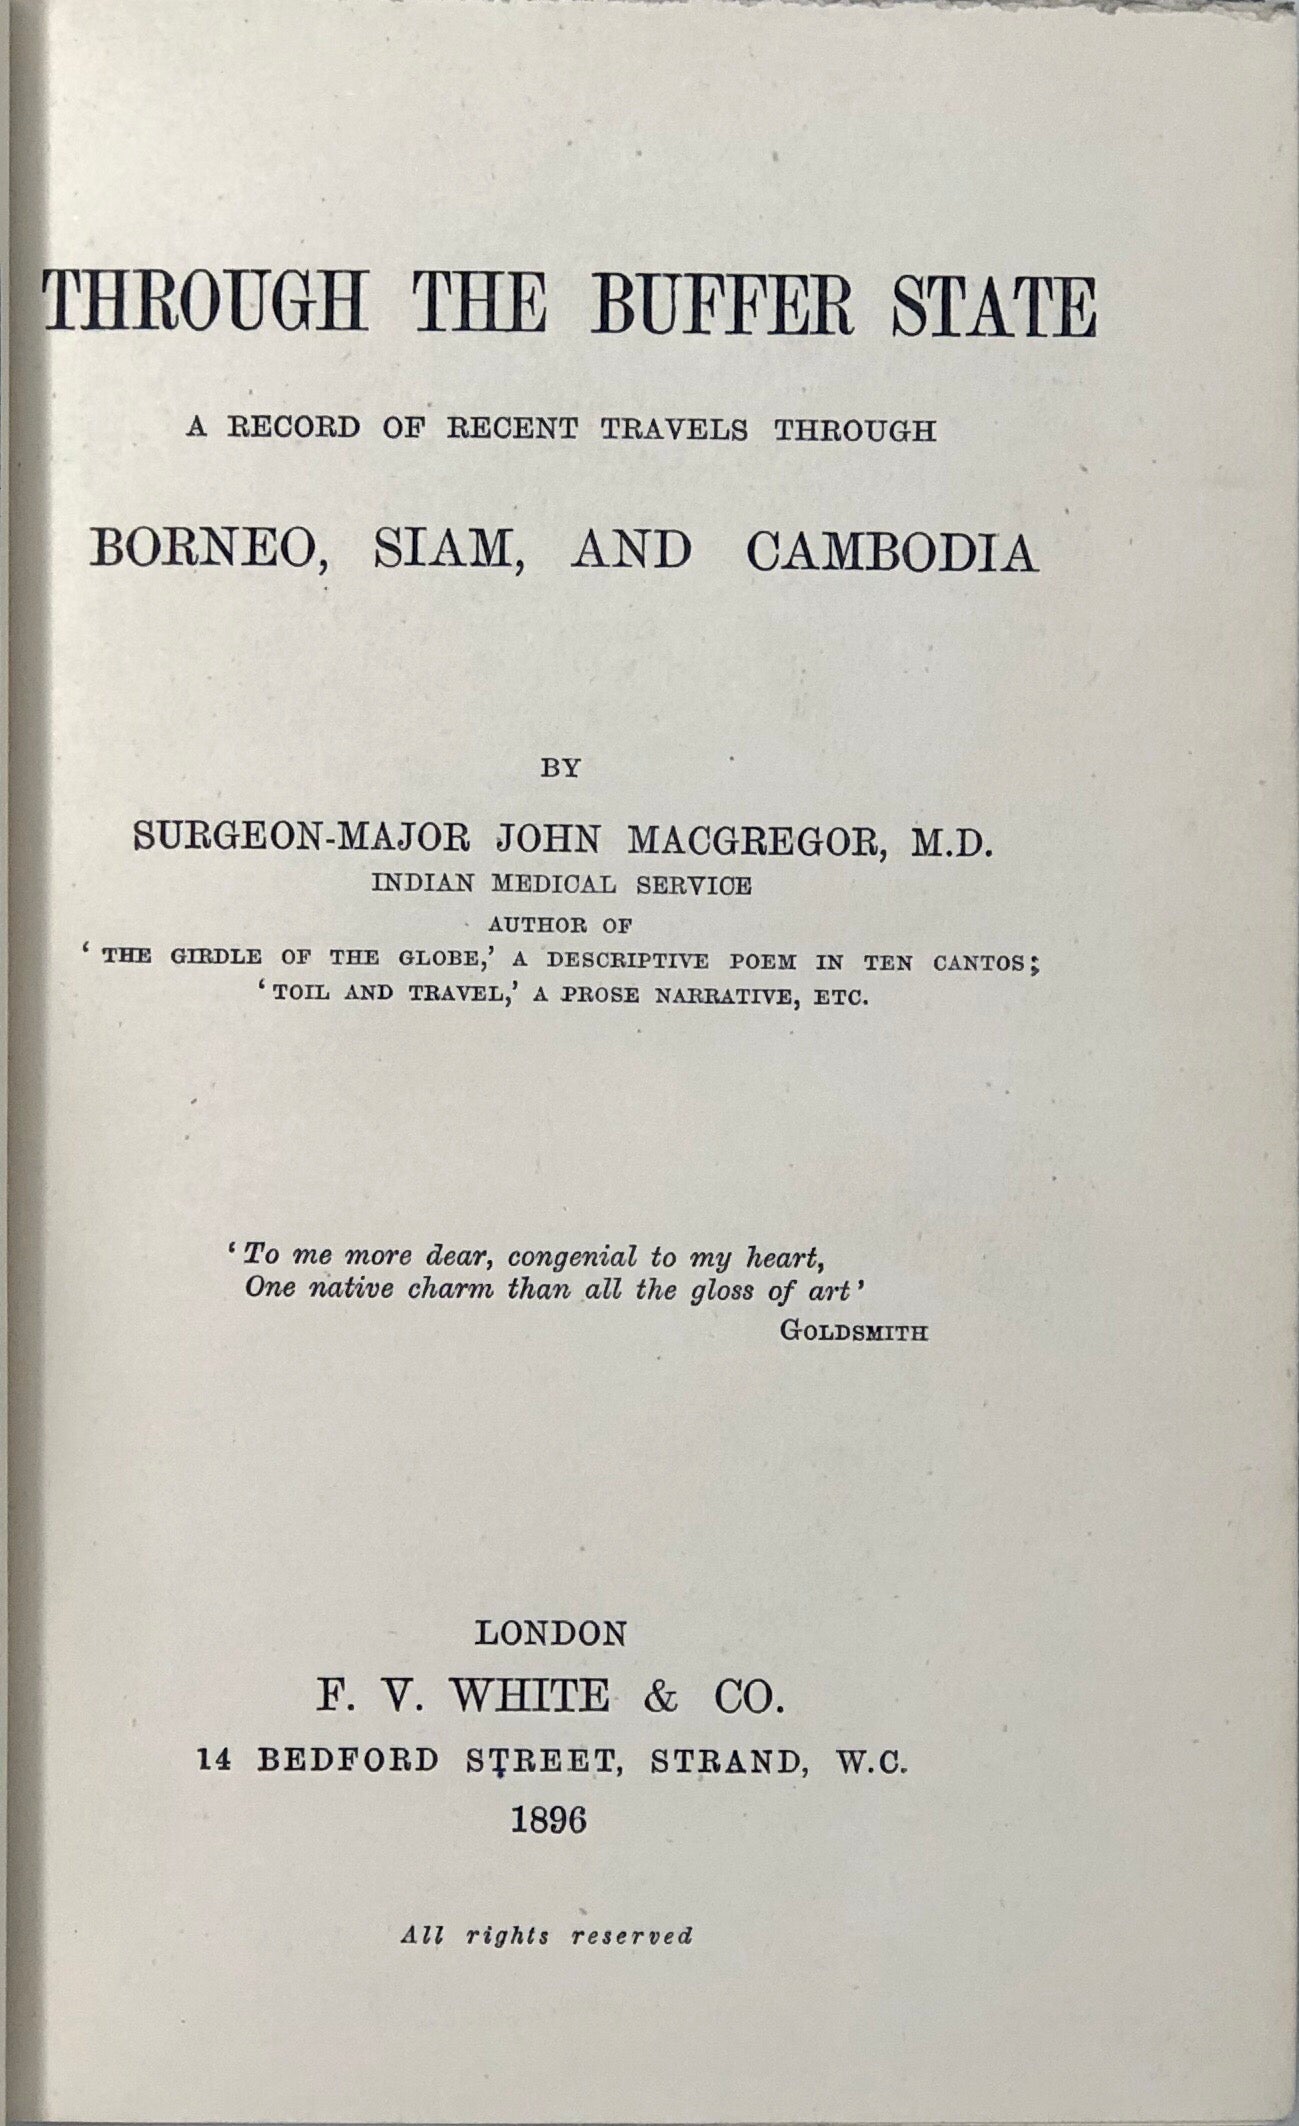 THROUGH THE BUFFER STATE
A RECORD OF RECENT TRAVELS THROUGH
BORNEO, SIAM, AND CAMBODIA
BY
SURGEON-MAJOR JOHN MACGREGOR, M.D.
INDIAN MEDICAL SERVICE
AUTHOR OF
‘THE GIRDLE OF THE GLOBE,’ A DESCRIPTIVE POEM IN TEN CANTOS;
‘TOIL AND TRAVEL,’ A PROSE NARRATIVE, ETC.
‘To me more dear, congenial to my heart,
One native charm than all the gloss of art’
GOLDSMITH
LONDON
F. V. WHITE & CO.
14 BEDFORD STREET, STRAND, W.C.
1896
All rights reserved